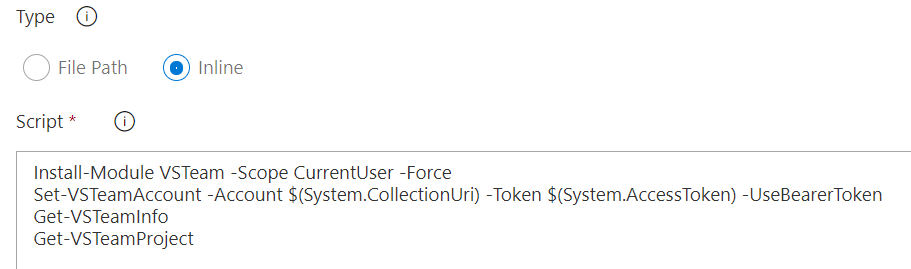 Type
File Path Inline
Script *
Install-Module VSTeam -Scope CurrentUser -Force
Set-VSTeamAccount -Account $(System.CollectionUri) -Token $(System.AccessToken) -UseBearerToken
Get-VSTeamInfo
Get-VSTeamProject